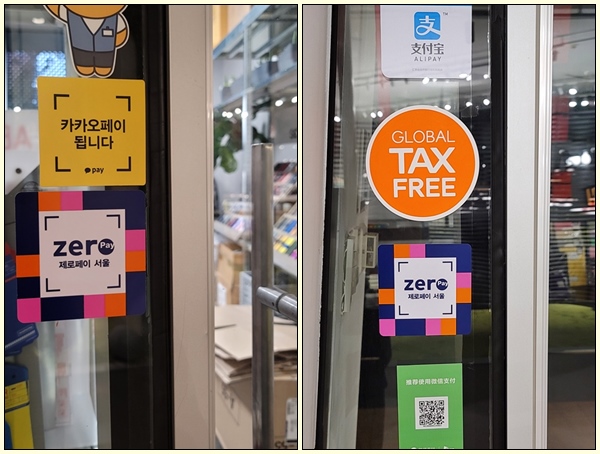 카카오페이
됩니다
pay
zero Pay
제로페이 서울
支 TM
支付宝
ALIPAY
GLOBAL
TAX
FREE
zero Pay
제로페이 서울
推荐使用微信支付